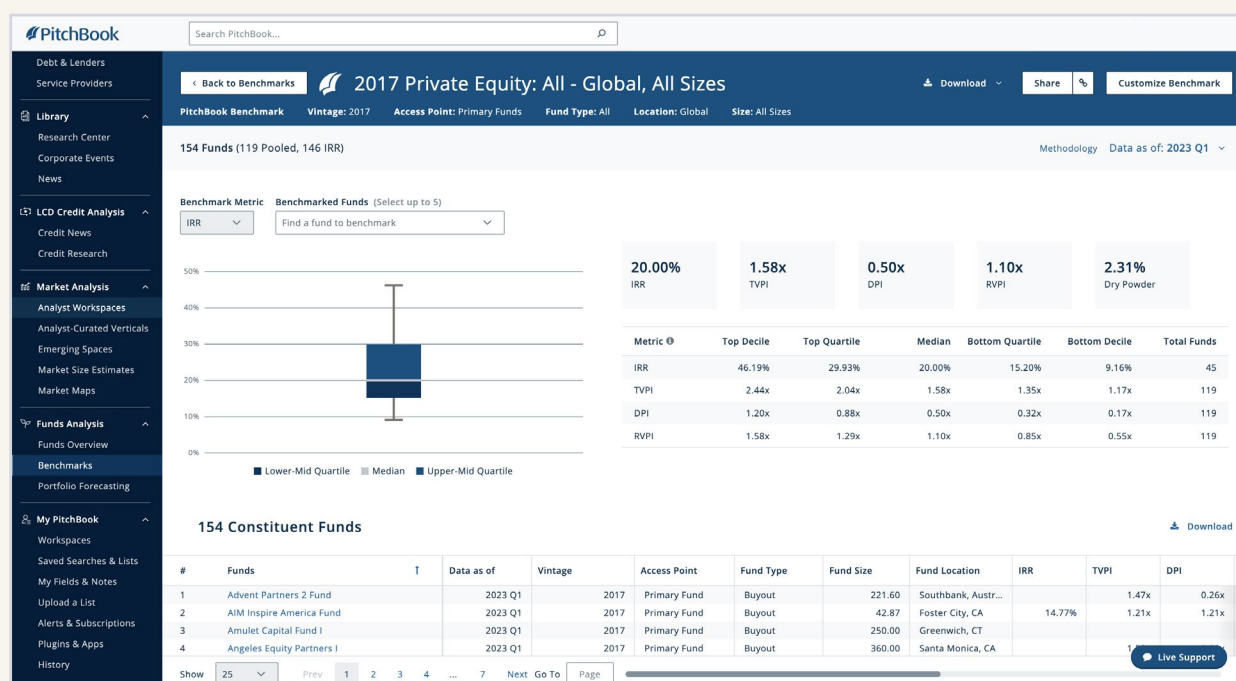 PitchBook
Search PitchBook...
Debt & Lenders
Service Providers
Library
Research Center
Corporate Events
News
LCD Credit Analysis
Credit News
Credit Research
Market Analysis
Analyst Workspaces
Analyst-Curated Verticals
Emerging Spaces
Market Size Estimates
Market Maps
Funds Analysis
Funds Overview
Benchmarks
Portfolio Forecasting
My PitchBook
Workspaces
Saved Searches & Lists
My Fields & Notes
Upload a List
Alerts & Subscriptions
Plugins & Apps
History
Back to Benchmarks
2017 Private Equity: All - Global, All Sizes
Download
Share
Customize Benchmark
PitchBook Benchmark Vintage: 2017 Access Point: Primary Funds Fund Type: All Location: Global Size: All Sizes
154 Funds (119 Pooled, 146 IRR)
Methodology Data as of: 2023 Q1
Benchmark Metric Benchmarked Funds (Select up to 5)
IRR Find a fund to benchmark
50%
40%
30%
20%
10%
0%
Lower-Mid Quartile Median Upper-Mid Quartile
20.00% 1.58x 0.50x 1.10x 2.31%
IRR TVPI DPI RVPI Dry Powder
Metric Top Decile Top Quartile Median Bottom Quartile Bottom Decile Total Funds
IRR 46.19% 29.93% 20.00% 15.20% 9.16% 45
TVPI 2.44x 2.04x 1.58x 1.35x 1.17x 119
DPI 1.20x 0.88x 0.50x 0.32x 0.17x 119
RVPI 1.58x 1.29x 1.10x 0.85x 0.55x 119
154 Constituent Funds
Download
# Funds Data as of Vintage Access Point Fund Type Fund Size Fund Location IRR TVPI DPI
1 Advent Partners 2 Fund 2023 Q1 2017 Primary Fund Buyout 221.60 Southbank, Austr... 1.47x 0.26x
2 AIM Inspire America Fund 2023 Q1 2017 Primary Fund Buyout 42.87 Foster City, CA 14.77% 1.21x 1.21x
3 Amulet Capital Fund I 2023 Q1 2017 Primary Fund Buyout 250.00 Greenwich, CT
4 Angeles Equity Partners I 2023 Q1 2017 Primary Fund Buyout 360.00 Santa Monica, CA
Live Support
Show 25 Prev 1 2 3 4 ... 7 Next Go To Page